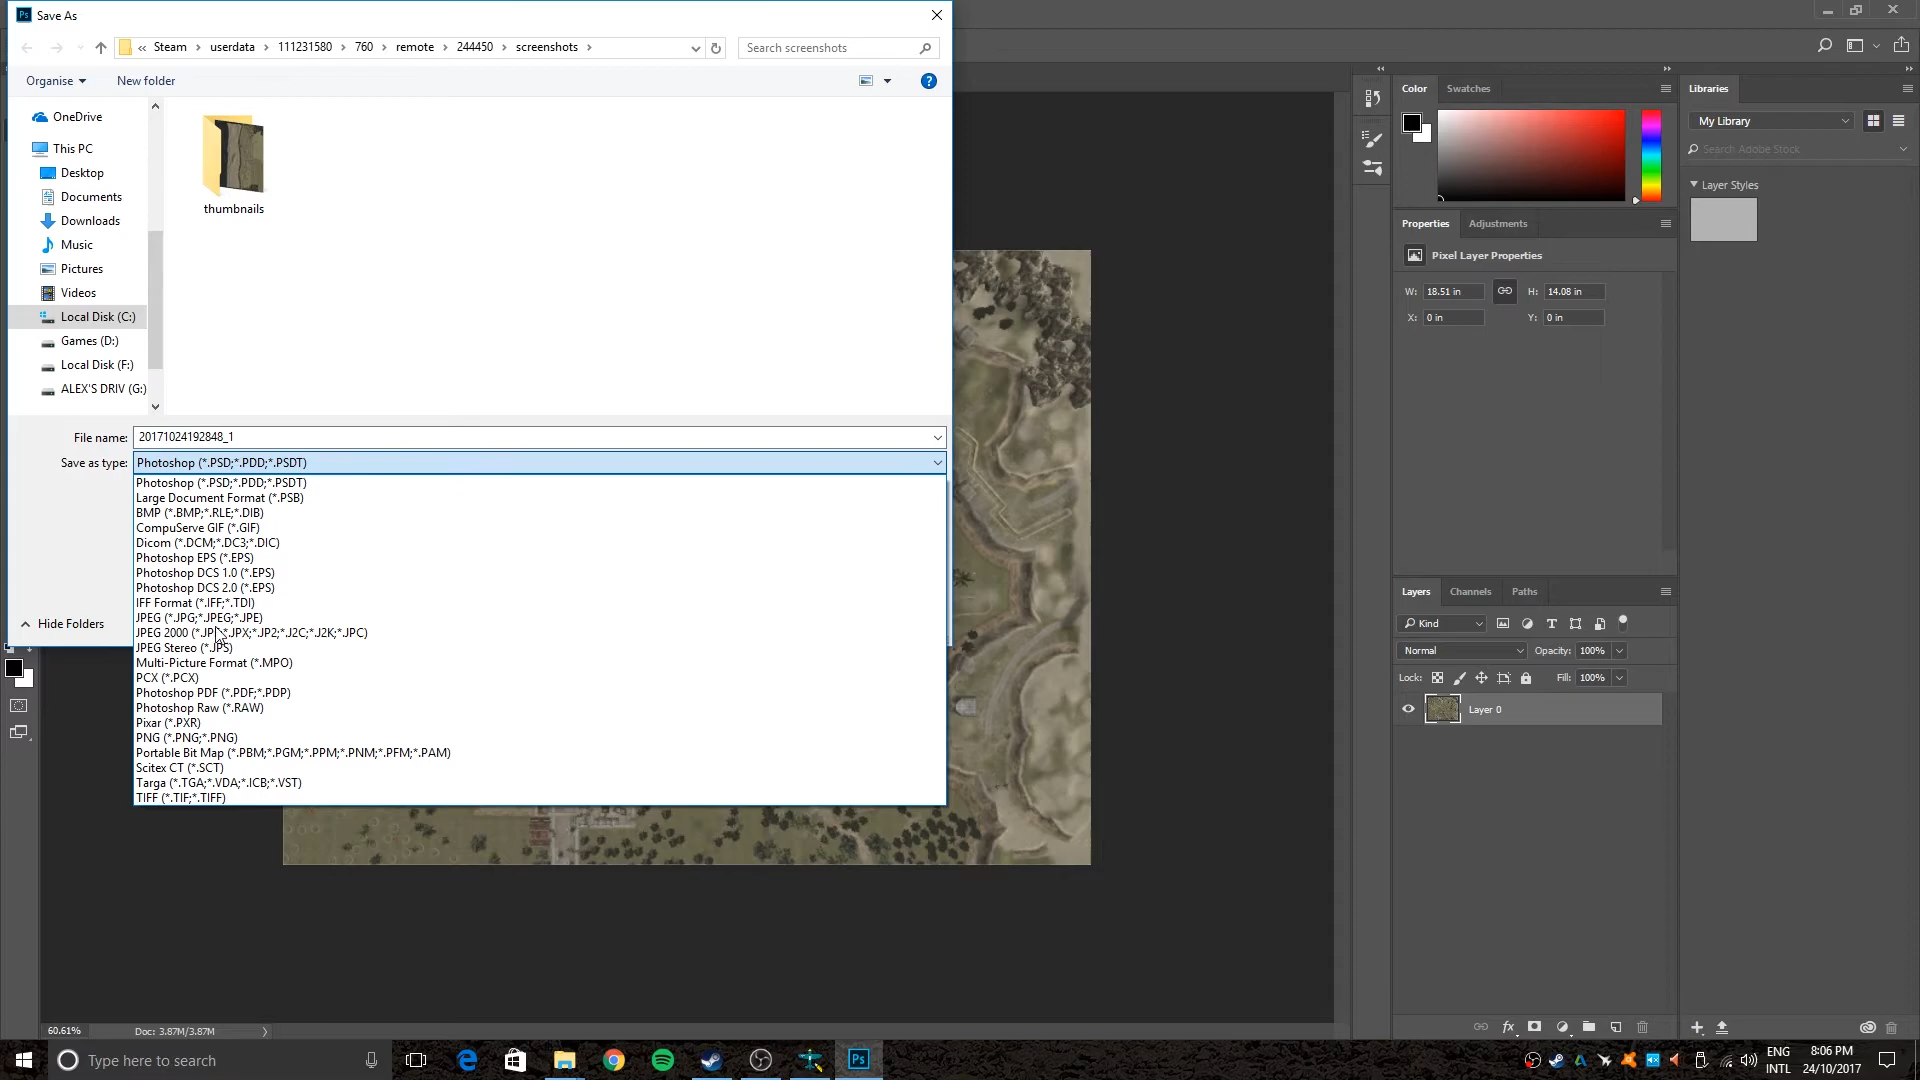 Ps Save As
« Steam > userdata > 111231580 > 760 > remote > 244450 > screenshots >
Search screenshots
Organise
New folder
OneDrive
This PC
Desktop
Documents
Downloads
Music
Pictures
Videos
Local Disk (C:)
Games (D:)
Local Disk (F:)
ALEX'S DRIV (G:)
thumbnails
File name: 20171024192848_1
Save as type: Photoshop (*.PSD;*.PDD;*.PSDT)
Photoshop (*.PSD;*.PDD;*.PSDT)
Large Document Format (*.PSB)
BMP (*.BMP;*.RLE;*.DIB)
CompuServe GIF (*.GIF)
Dicom (*.DCM;*.DC3;*.DIC)
Photoshop EPS (*.EPS)
Photoshop DCS 1.0 (*.EPS)
Photoshop DCS 2.0 (*.EPS)
IFF Format (*.IFF;*.TDI)
JPEG (*.JPG;*.JPEG;*.JPE)
JPEG 2000 *.JPX;*.JP2;*.J2C;*.J2K;*.JPC)
JPEG Stereo (*.JPS)
Multi-Picture Format (*.MPO)
PCX (*.PCX)
Photoshop PDF (*.PDF;*.PDP)
Photoshop Raw (*.RAW)
Pixar (*.PXR)
PNG (*.PNG;*.PNG)
Portable Bit Map (*.PBM;*.PGM;*.PPM;*.PNM;*.PFM;*.PAM)
Scitex CT (*.SCT)
Targa (*.TGA;*.VDA;*.ICB;*.VST)
TIFF (*.TIF;*.TIFF)
Hide Folders
60.61%
Doc: 3.87M/3.87M
Color
Swatches
Properties
Adjustments
Pixel Layer Properties
W: 18.51 in
H: 14.08 in
X: 0 in
Y: 0 in
Layers
Channels
Paths
Kind
Normal
Opacity: 100%
Lock:
Fill: 100%
Layer 0
Libraries
My Library
Search Adobe Stock
Layer Styles
fx
Type here to search
Ps
ENG
INTL
8:06 PM
24/10/2017